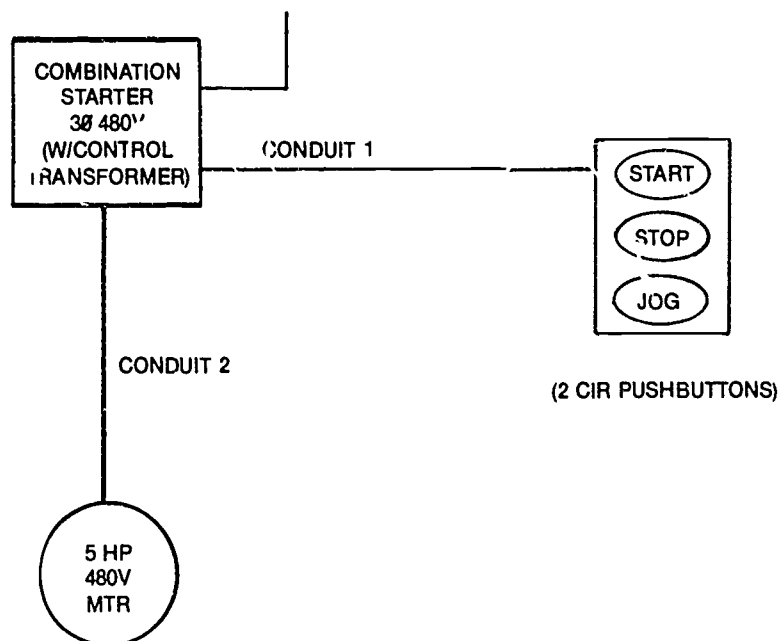 COMBINATION
STARTER
3Ø 480V
(W/CONTROL
TRANSFORMER)
CONDUIT 1
START
STOP
JOG
CONDUIT 2
(2 CIR PUSHBUTTONS)
5 HP
480V
MTR